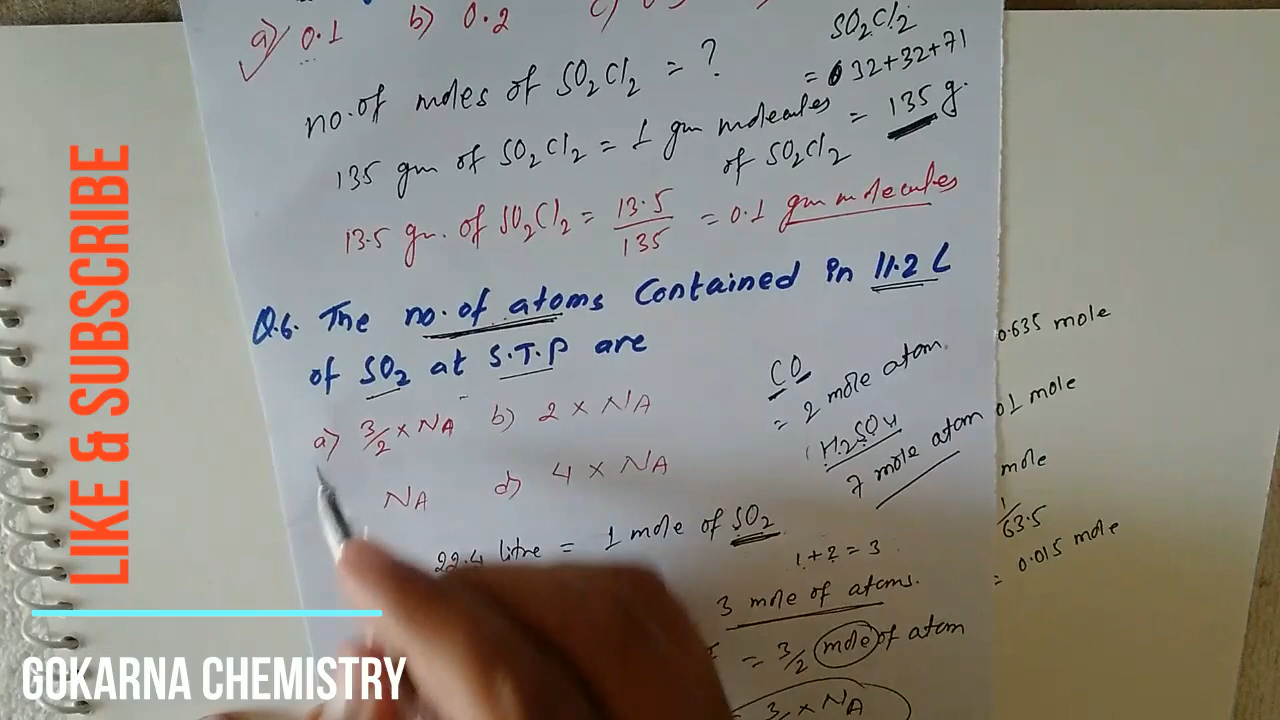 a) 0.1 b) 0.2 c)
no. of moles of SO2Cl2 = ?
SO2Cl2
= 32+32+71
= 135 g.
135 gm of SO2Cl2 = 1 gm molecules
of SO2Cl2
13.5 gm. of SO2Cl2 = 13.5/135 = 0.1 gm molecules
Q.6. The no. of atoms Contained in 11.2 L
of SO2 at S.T.P are
a) 3/2 × NA b) 2 × NA
NA d) 4 × NA
CO
= 2 mole atom.
H2SO4
7 mole atom
22.4 litre = 1 mole of SO2
1+2 = 3
3 mole of atoms.
= 3/2 mole of atom
3/2 × NA
0.635 mole
01 mole
mole
1/63.5
= 0.015 mole
LIKE & SUBSCRIBE
GOKARNA CHEMISTRY